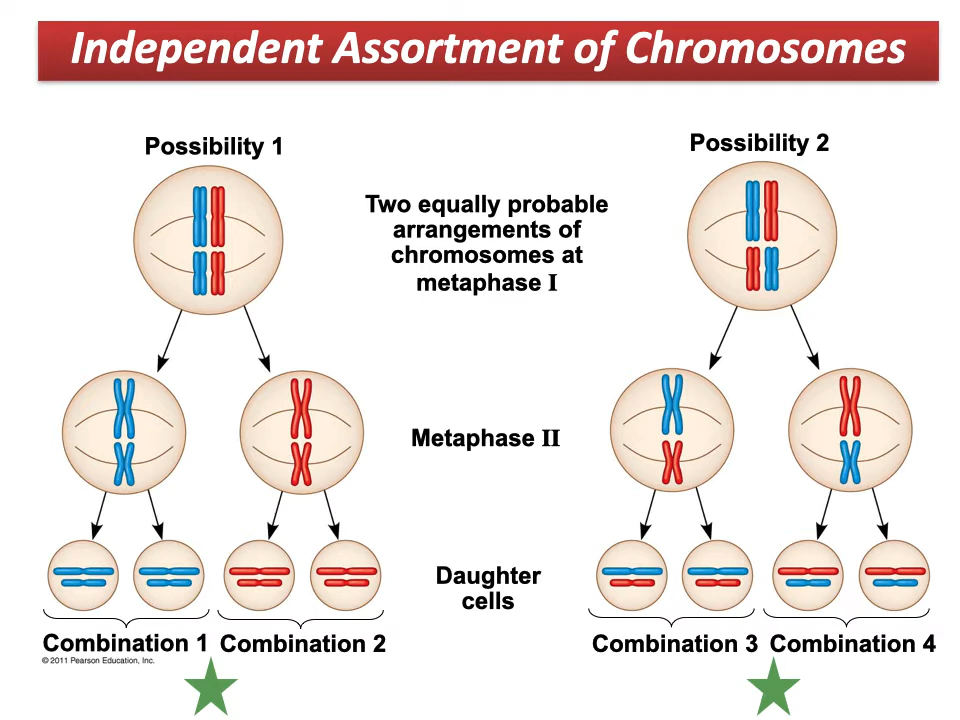 Independent Assortment of Chromosomes
Possibility 1
Possibility 2
Two equally probable
arrangements of
chromosomes at
metaphase I
Metaphase II
Daughter
cells
Combination 1
Combination 2
Combination 3
Combination 4
© 2011 Pearson Education, Inc.